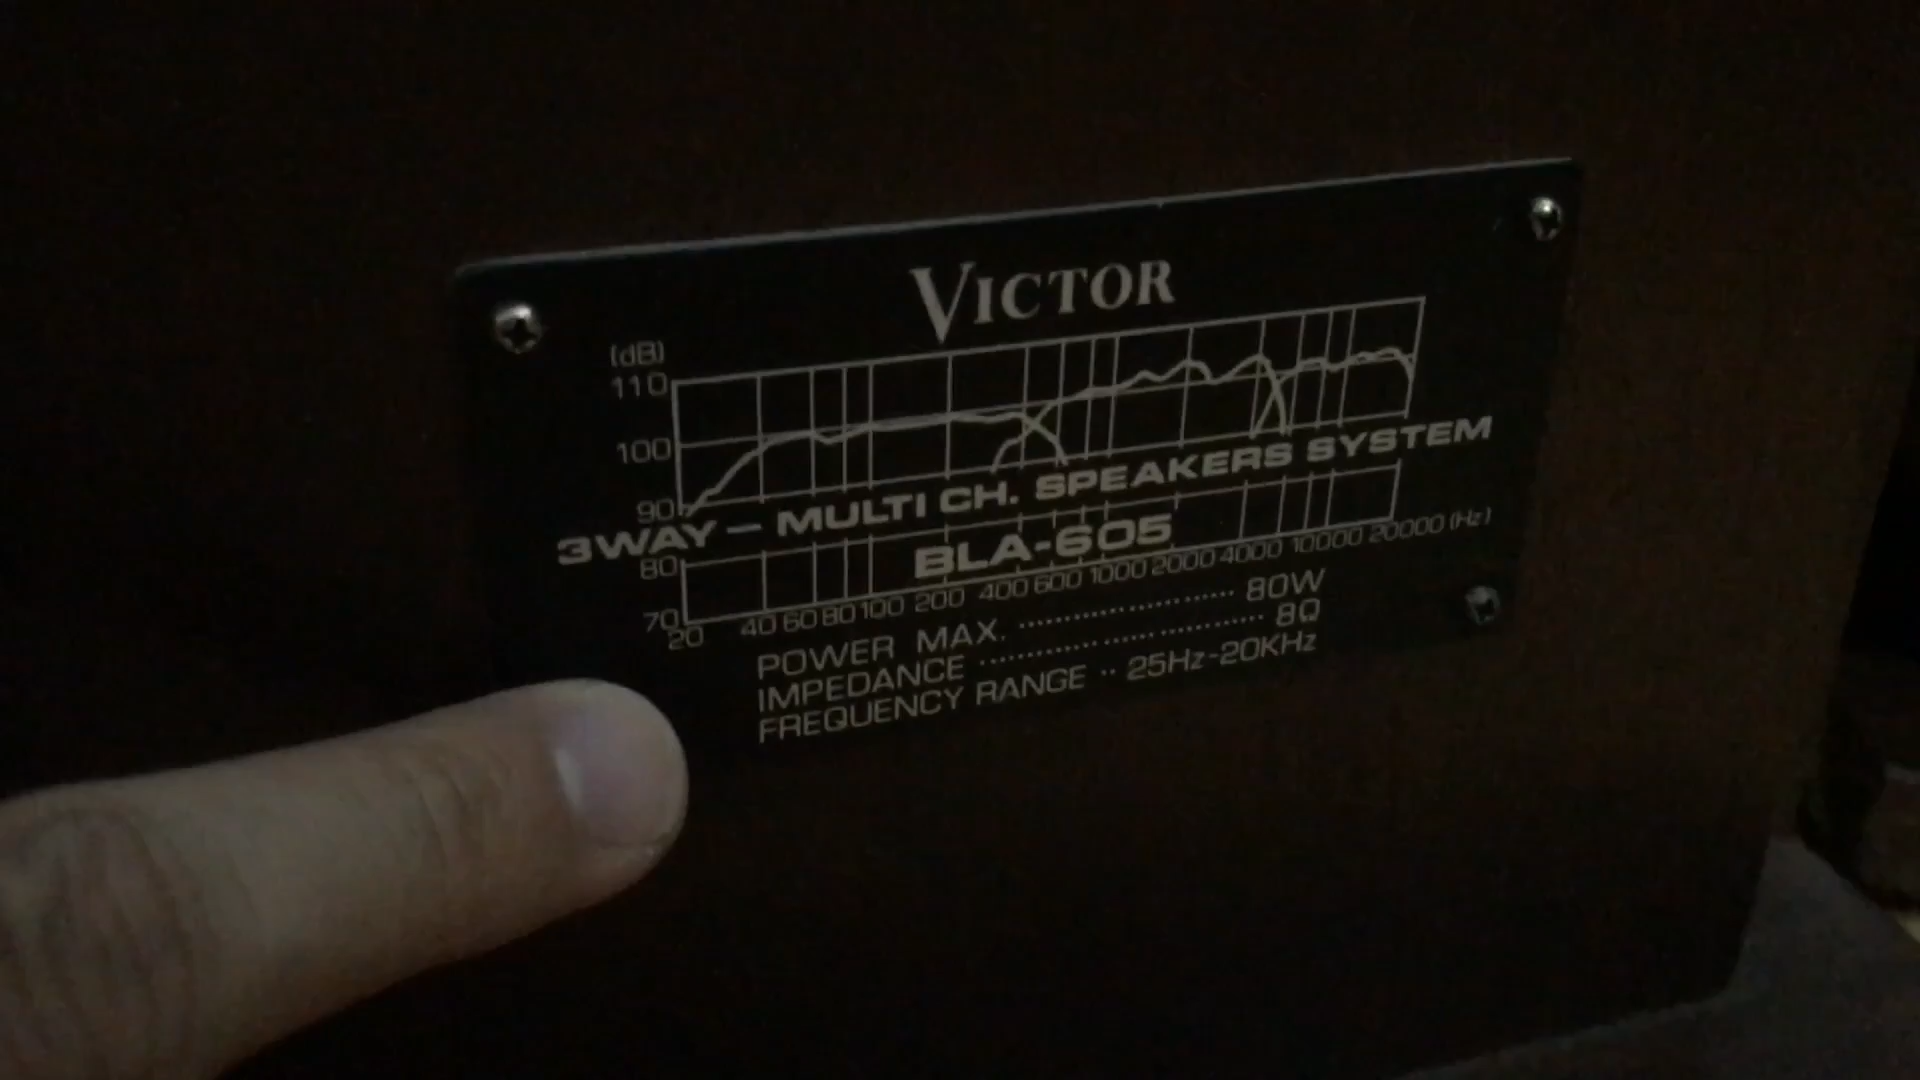 VICTOR
(dB)
110
100
90
3WAY – MULTI CH. SPEAKERS SYSTEM
80
BLA-605
70
20 40 60 80 100 200 400 600 1000 2000 4000 10000 20000 (Hz)
POWER MAX. .................... 80W
IMPEDANCE .......................... 8Ω
FREQUENCY RANGE ·· 25Hz-20KHz